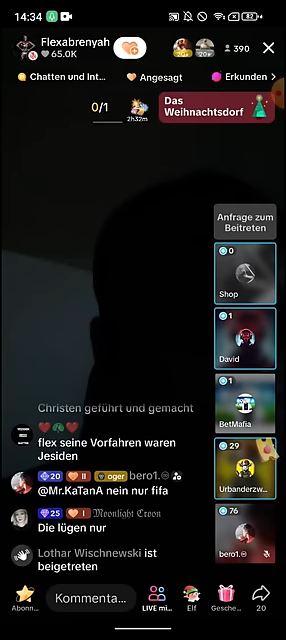 14:34
82
Flexabrenyah
65.0K
390
Chatten und Int...
Angesagt
Erkunden
0/1
2h32m
Das
Weihnachtsdorf
Anfrage zum
Beitreten
0
Shop
1
David
1
BetMafia
29
Urbanderzw...
76
bero1.
Christen geführt und gemacht
flex seine Vorfahren waren
Jesiden
20 II oger bero1.
@Mr.KaTanA nein nur fifa
25 I Moonlight Creon
Die lügen nur
Lothar Wischnewski ist
beigetreten
Abonn...
Kommenta...
LIVE mi...
Elf
Gesche...
20